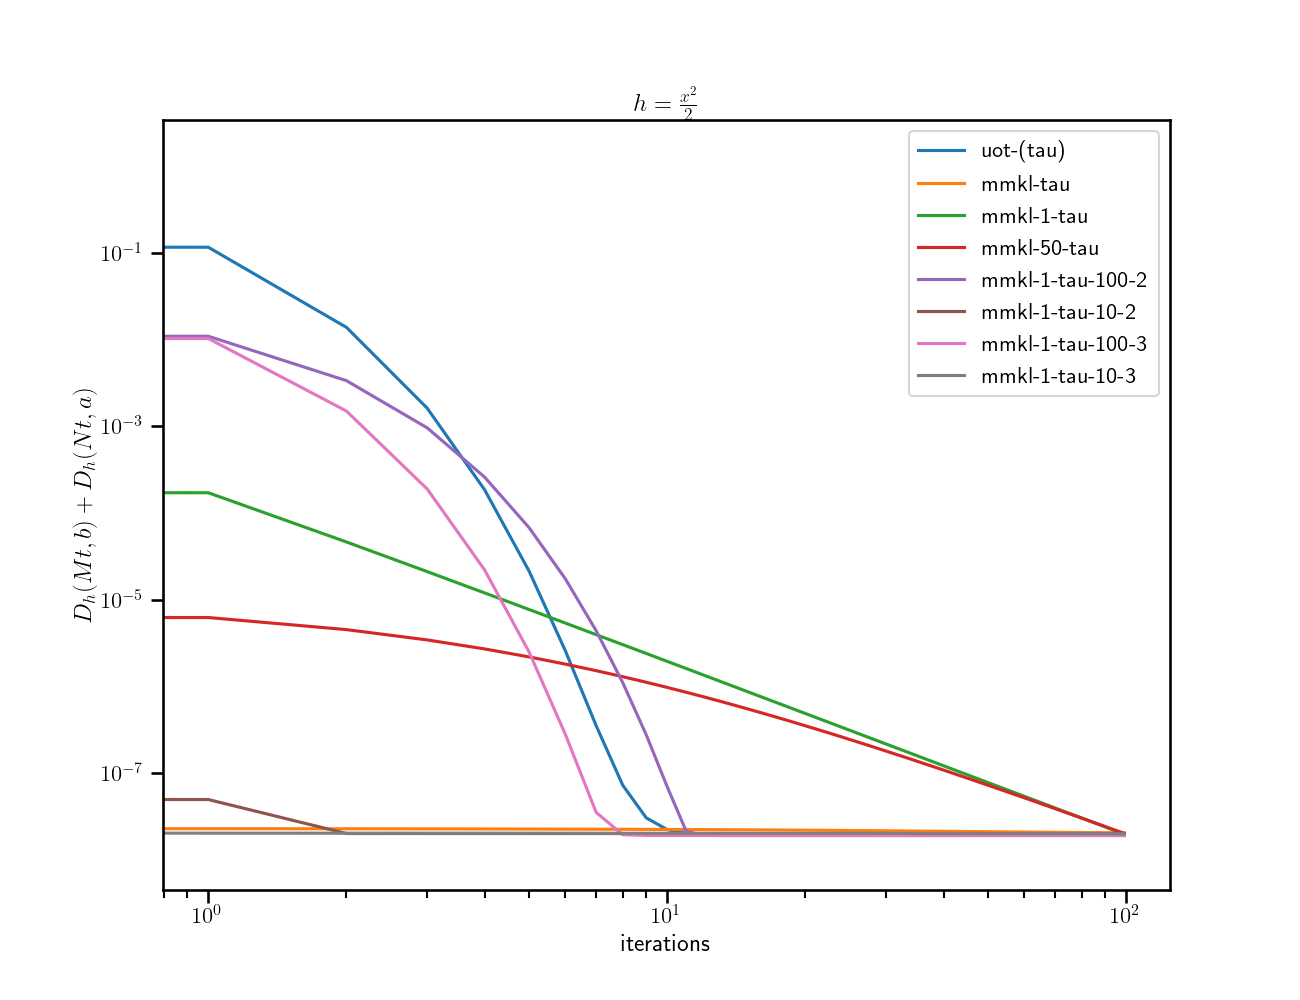 h = x²/2
uot-(tau)
mmkl-tau
mmkl-1-tau
mmkl-50-tau
mmkl-1-tau-100-2
mmkl-1-tau-10-2
mmkl-1-tau-100-3
mmkl-1-tau-10-3
D_h(Mt, b) + D_h(Nt, a)
10⁻¹
10⁻³
10⁻⁵
10⁻⁷
10⁰ 10¹ 10²
iterations